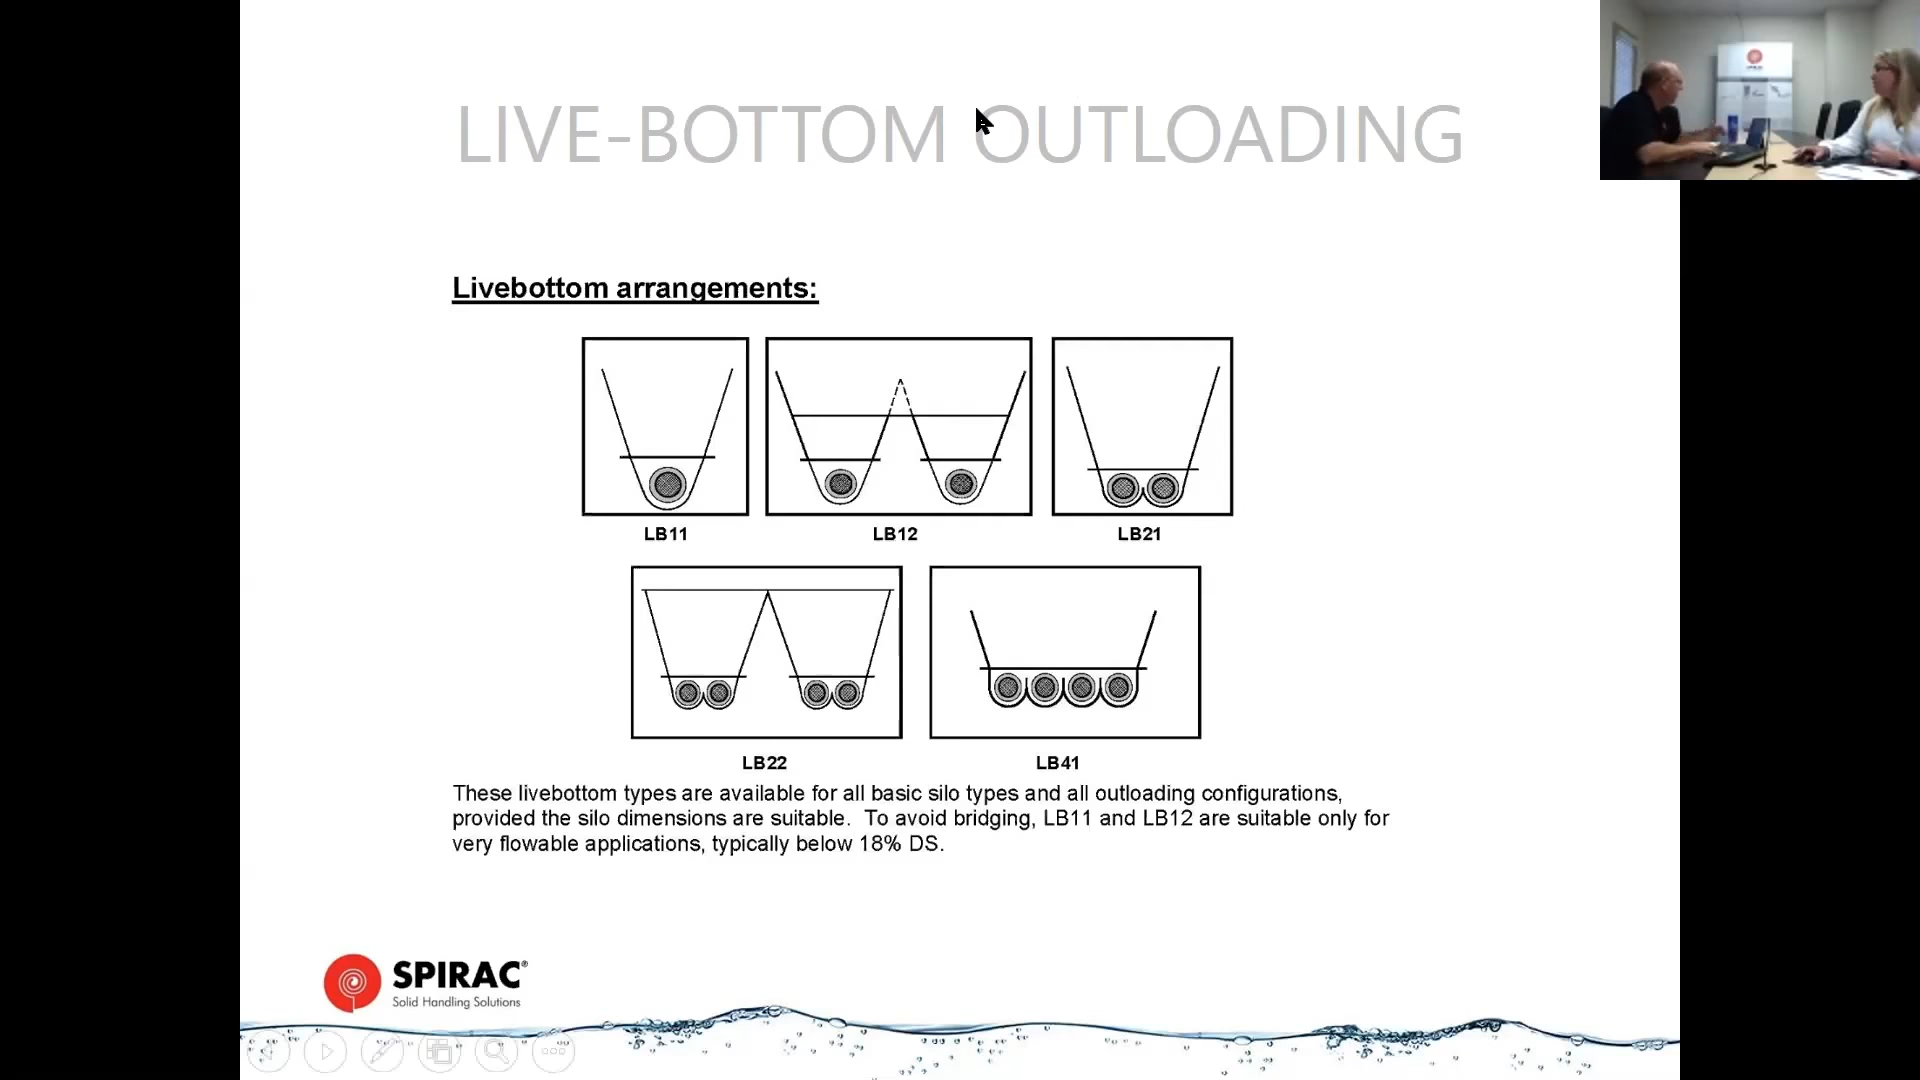 LIVE-BOTTOM OUTLOADING
Livebottom arrangements:
LB11
LB12
LB21
LB22
LB41
These livebottom types are available for all basic silo types and all outloading configurations,
provided the silo dimensions are suitable.  To avoid bridging, LB11 and LB12 are suitable only for
very flowable applications, typically below 18% DS.
SPIRAC®
Solid Handling Solutions